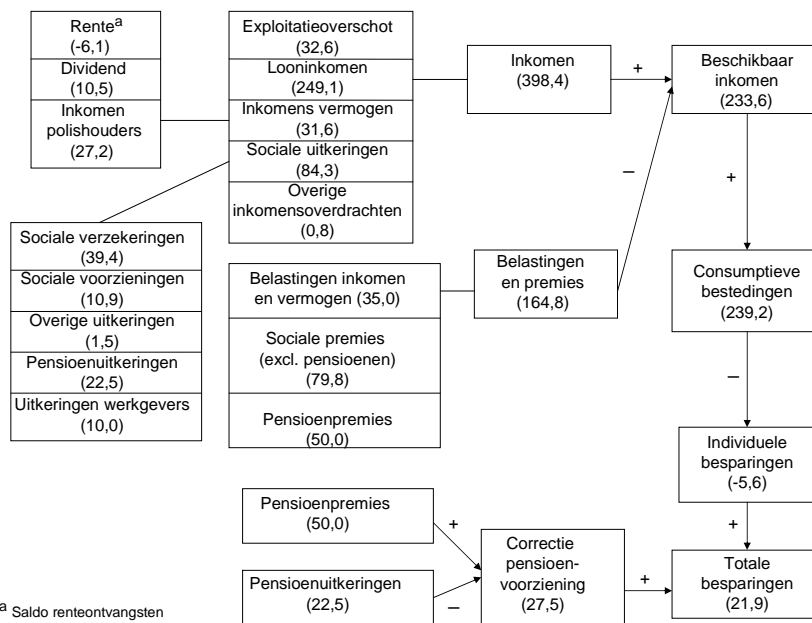 Rente^a
(-6,1)
Dividend
(10,5)
Inkomen
polishouders
(27,2)
Exploitatieoverschot
(32,6)
Looninkomen
(249,1)
Inkomens vermogen
(31,6)
Sociale uitkeringen
(84,3)
Overige
inkomensoverdrachten
(0,8)
Inkomen
(398,4)
+
Beschikbaar
inkomen
(233,6)
–
+
Sociale verzekeringen
(39,4)
Sociale voorzieningen
(10,9)
Overige uitkeringen
(1,5)
Pensioenuitkeringen
(22,5)
Uitkeringen werkgevers
(10,0)
Belastingen inkomen
en vermogen (35,0)
Sociale premies
(excl. pensioenen)
(79,8)
Pensioenpremies
(50,0)
Belastingen
en premies
(164,8)
Consumptieve
bestedingen
(239,2)
–
Individuele
besparingen
(-5,6)
+
Pensioenpremies
(50,0)
+
Pensioenuitkeringen
(22,5)
–
Correctie
pensioen-
voorziening
(27,5)
+
Totale
besparingen
(21,9)
a Saldo renteontvangsten